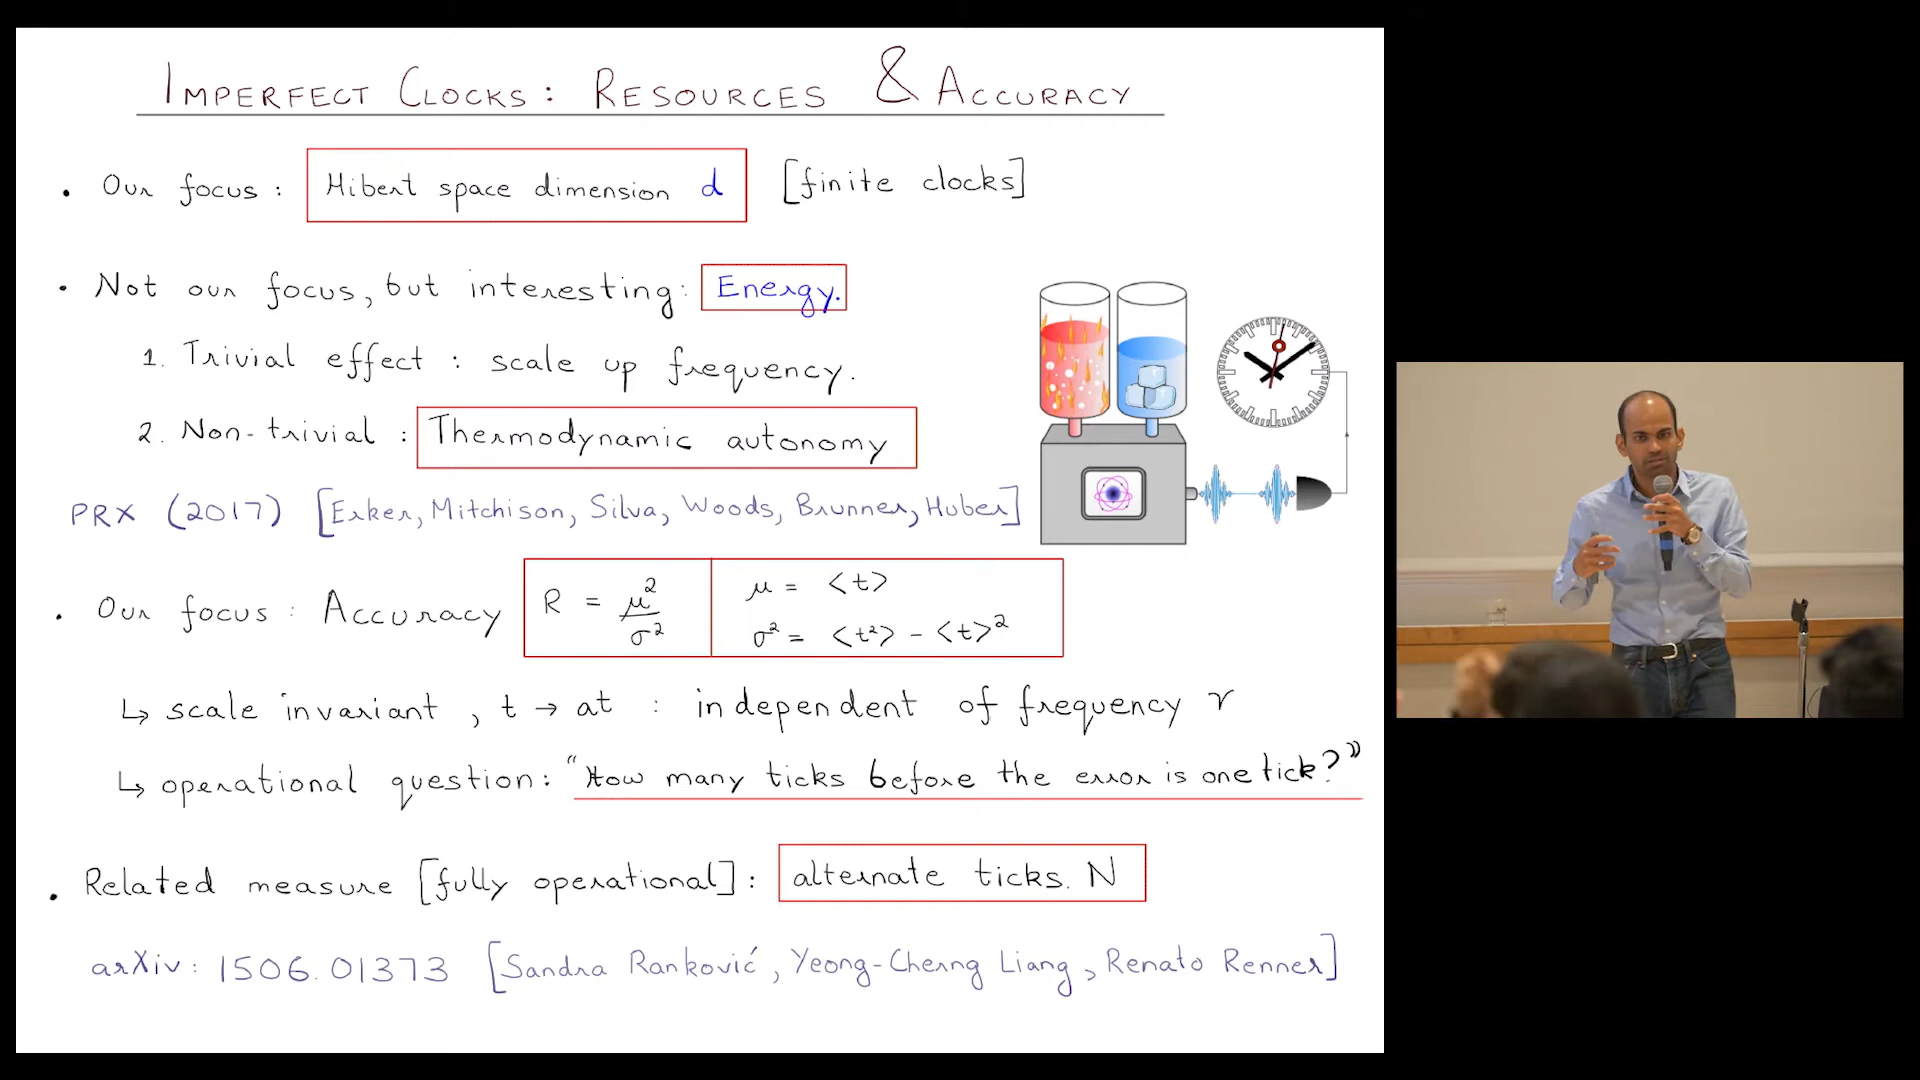 IMPERFECT CLOCKS: RESOURCES & ACCURACY
• Our focus: Hibert space dimension d [finite clocks]
• Not our focus, but interesting: Energy.
1. Trivial effect: scale up frequency.
2. Non-trivial: Thermodynamic autonomy
PRX (2017) [Erker, Mitchison, Silva, Woods, Brunner, Huber]
• Our focus: Accuracy R = μ²/σ² μ = <t>
σ² = <t²> - <t>²
↳ scale invariant, t → at : independent of frequency ν
↳ operational question: "How many ticks before the error is one tick?"
• Related measure [fully operational]: alternate ticks. N
arXiv: 1506.01373 [Sandra Ranković, Yeong-Cherng Liang, Renato Renner]